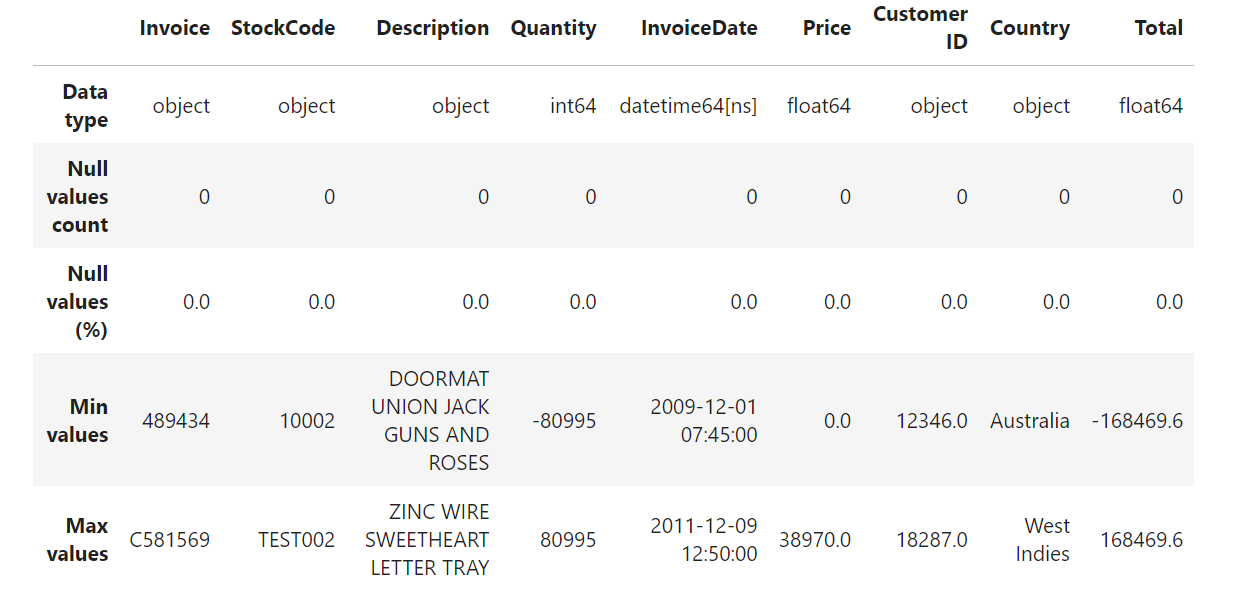 Invoice StockCode Description Quantity InvoiceDate Price Customer ID Country Total
Data type object object object int64 datetime64[ns] float64 object object float64
Null values count 0 0 0 0 0 0 0 0 0
Null values (%) 0.0 0.0 0.0 0.0 0.0 0.0 0.0 0.0 0.0
Min values 489434 10002 DOORMAT UNION JACK GUNS AND ROSES -80995 2009-12-01 07:45:00 0.0 12346.0 Australia -168469.6
Max values C581569 TEST002 ZINC WIRE SWEETHEART LETTER TRAY 80995 2011-12-09 12:50:00 38970.0 18287.0 West Indies 168469.6